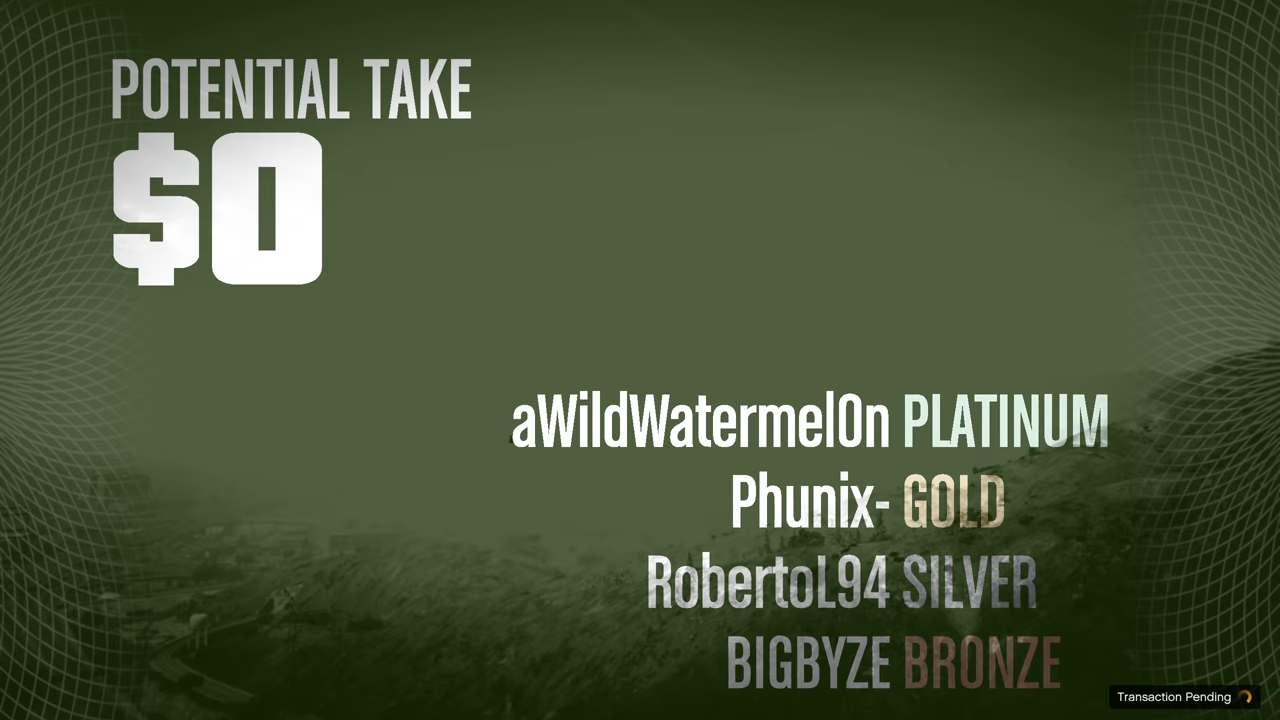 POTENTIAL TAKE
$0
aWildWatermel0n PLATINUM
Phunix- GOLD
RobertoL94 SILVER
BIGBYZE BRONZE
Transaction Pending